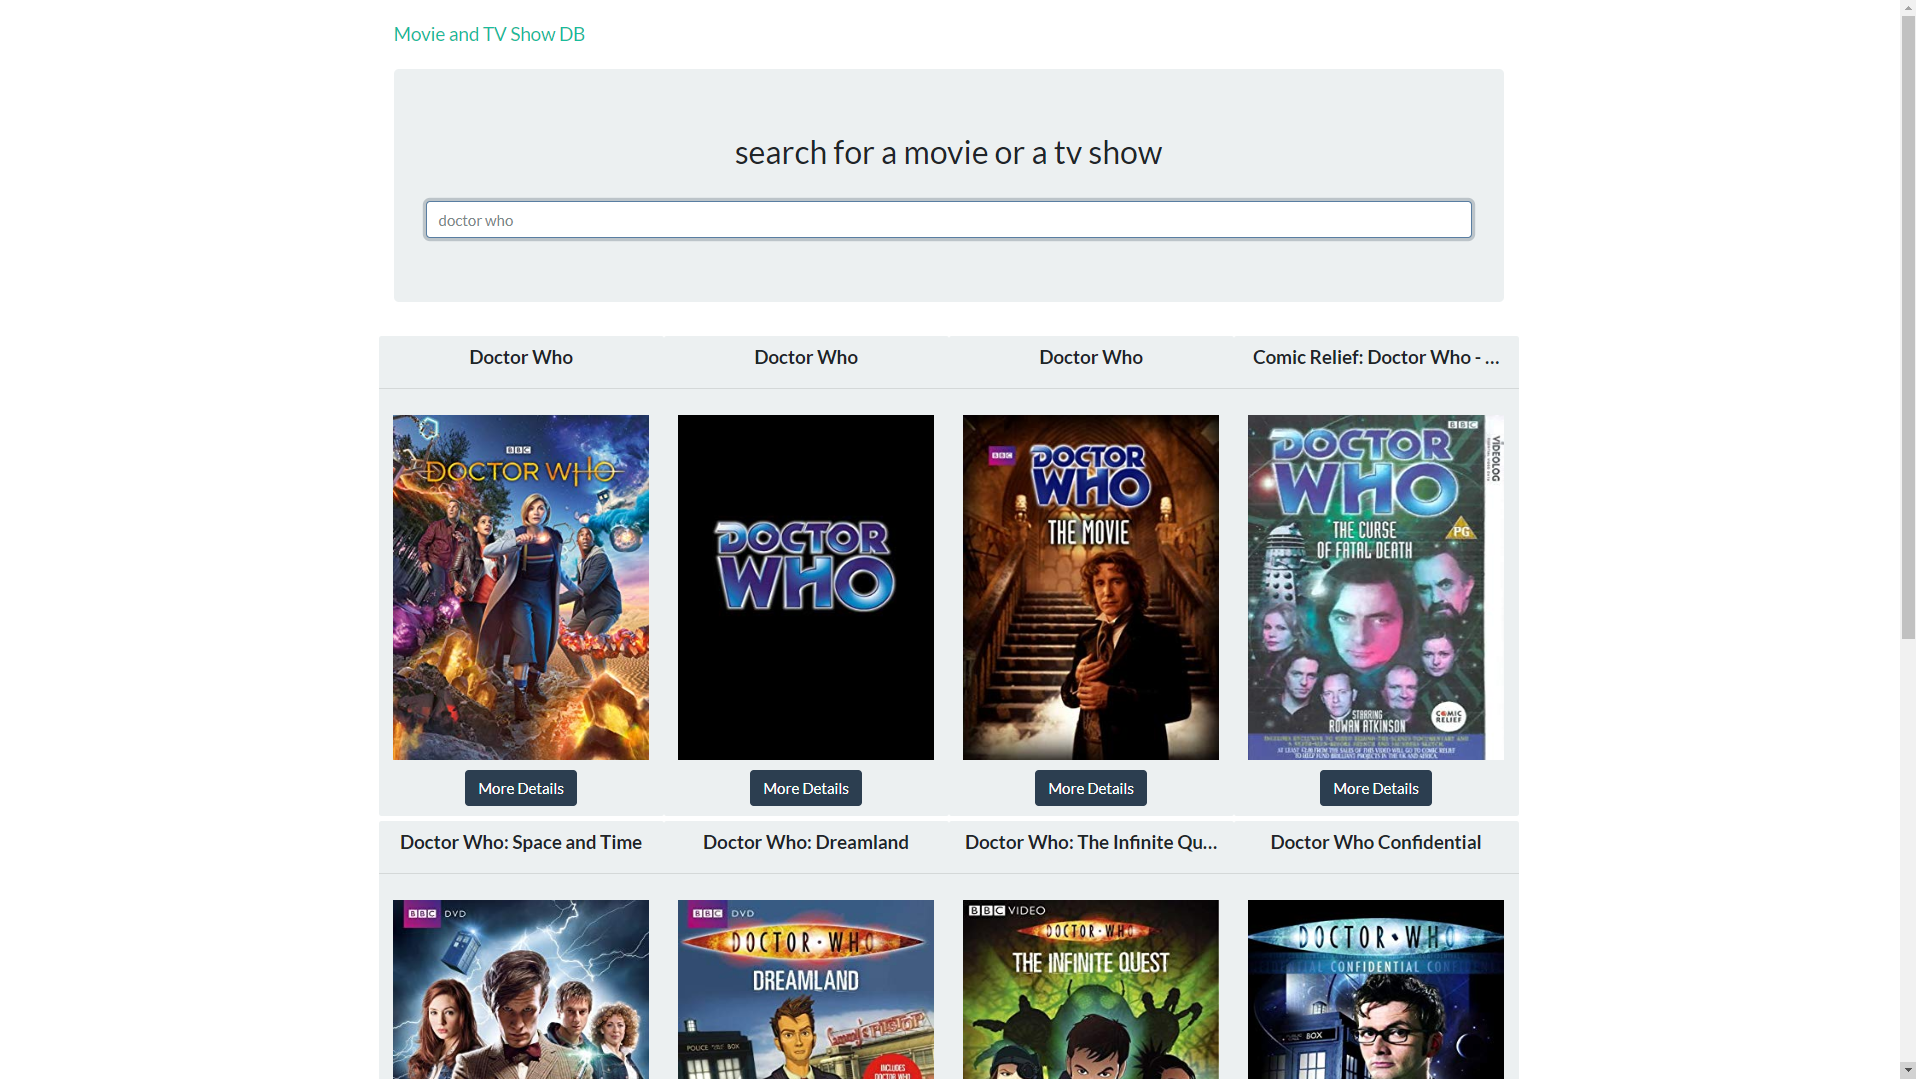 Movie and TV Show DB
search for a movie or a tv show
doctor who
Doctor Who
Doctor Who
Doctor Who
Comic Relief: Doctor Who - ...
BBC
DOCTOR WHO
DOCTOR
WHO
BBC
DOCTOR
WHO
THE MOVIE
BBC
DOCTOR
WHO
THE CURSE
OF FATAL DEATH
PG
VIDEOLOG
STARRING
ROWAN ATKINSON
COMIC
RELIEF
More Details
More Details
More Details
More Details
Doctor Who: Space and Time
Doctor Who: Dreamland
Doctor Who: The Infinite Qu...
Doctor Who Confidential
BBC DVD
BBC DVD
DOCTOR·WHO
DREAMLAND
POLICE BOX
INCLUDES
DOCTOR WHO
BBC VIDEO
DOCTOR·WHO
THE INFINITE QUEST
DOCTOR·WHO
CONFIDENTIAL
BOX